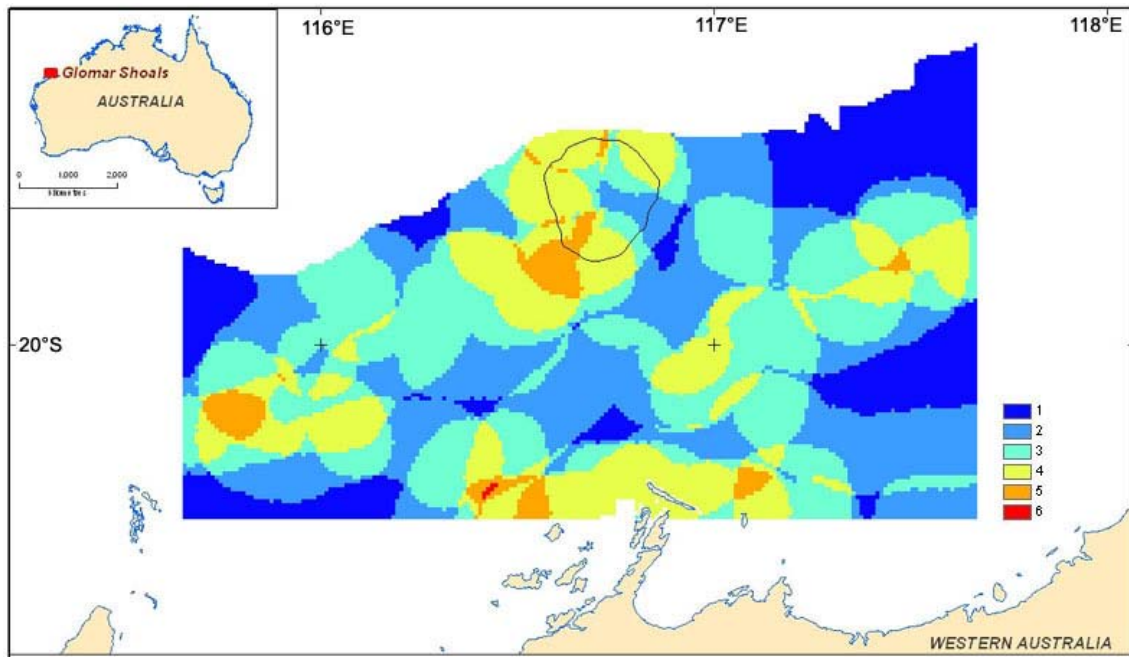 116°E
117°E
118°E
Glomar Shoals
AUSTRALIA
0 1,000 2,000
20°S
1
2
3
4
5
6
WESTERN AUSTRALIA